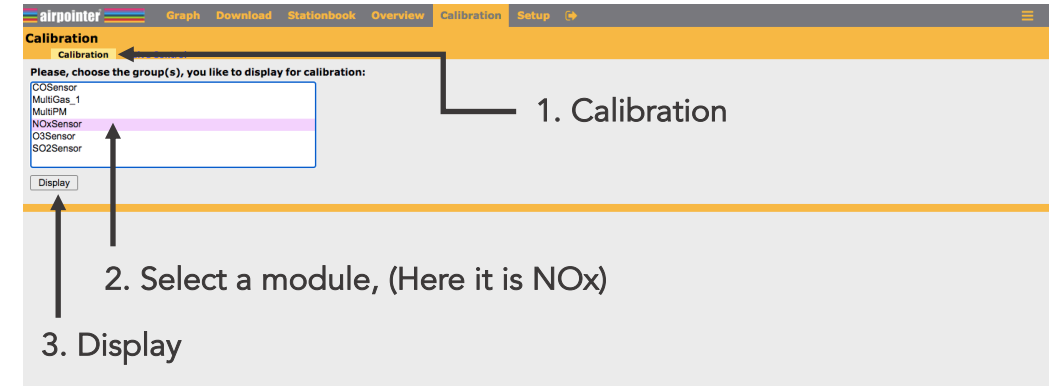 airpointer Graph Download Stationbook Overview Calibration Setup
Calibration
Calibration
Please, choose the group(s), you like to display for calibration:
COSensor
MultiGas_1
MultiPM
NOxSensor
O3Sensor
SO2Sensor
Display
1. Calibration
2. Select a module, (Here it is NOx)
3. Display